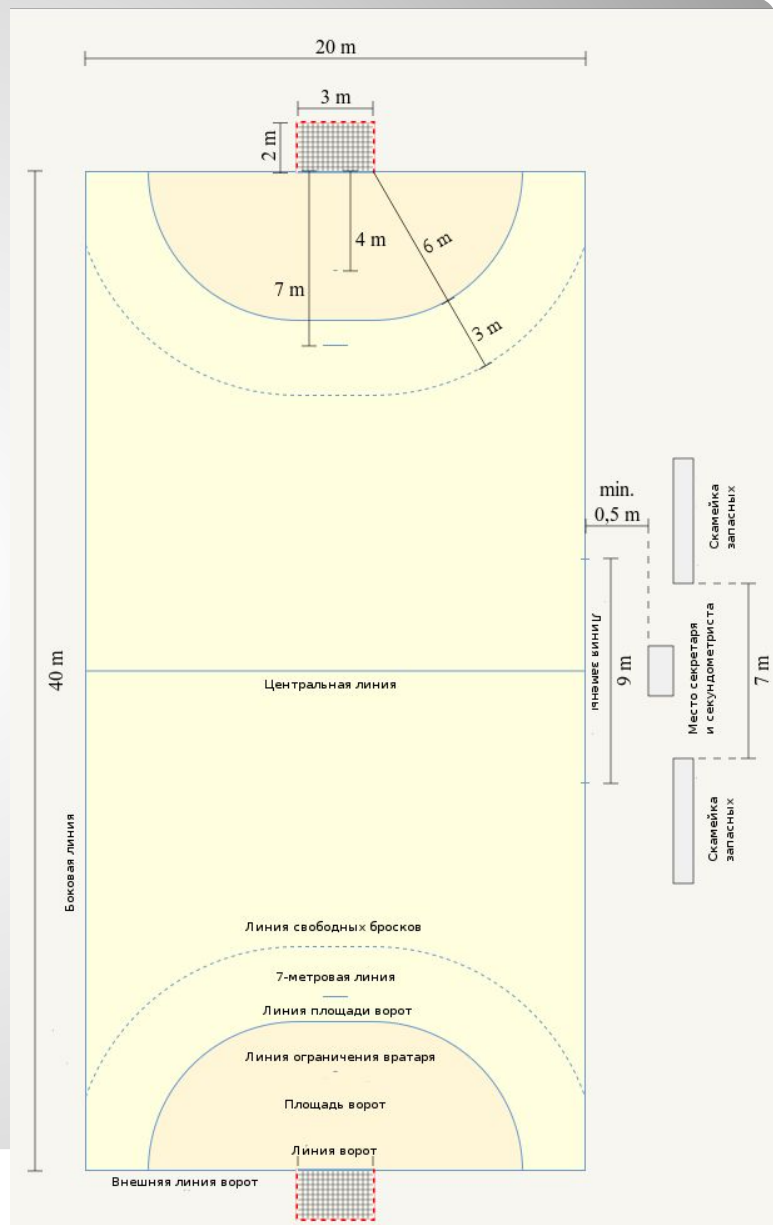 20 m
3 m
2 m
4 m
6 m
7 m
3 m
min.
0,5 m
Скамейка
запасных
Линия замены
9 m
Место секретаря
и секундометриста
7 m
40 m
Центральная линия
Скамейка
запасных
Боковая линия
Линия свободных бросков
7-метровая линия
Линия площади ворот
Линия ограничения вратаря
Площадь ворот
Линия ворот
Внешняя линия ворот